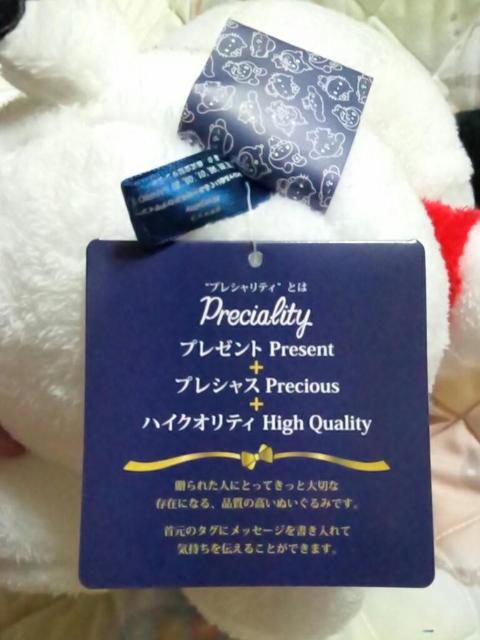 "プレシャリティ" とは
Preciality
プレゼント Present
+
プレシャス Precious
+
ハイクオリティ High Quality
贈られた人にとってきっと大切な
存在になる、品質の高いぬいぐるみです。
首元のタグにメッセージを書き入れて
気持ちを伝えることができます。